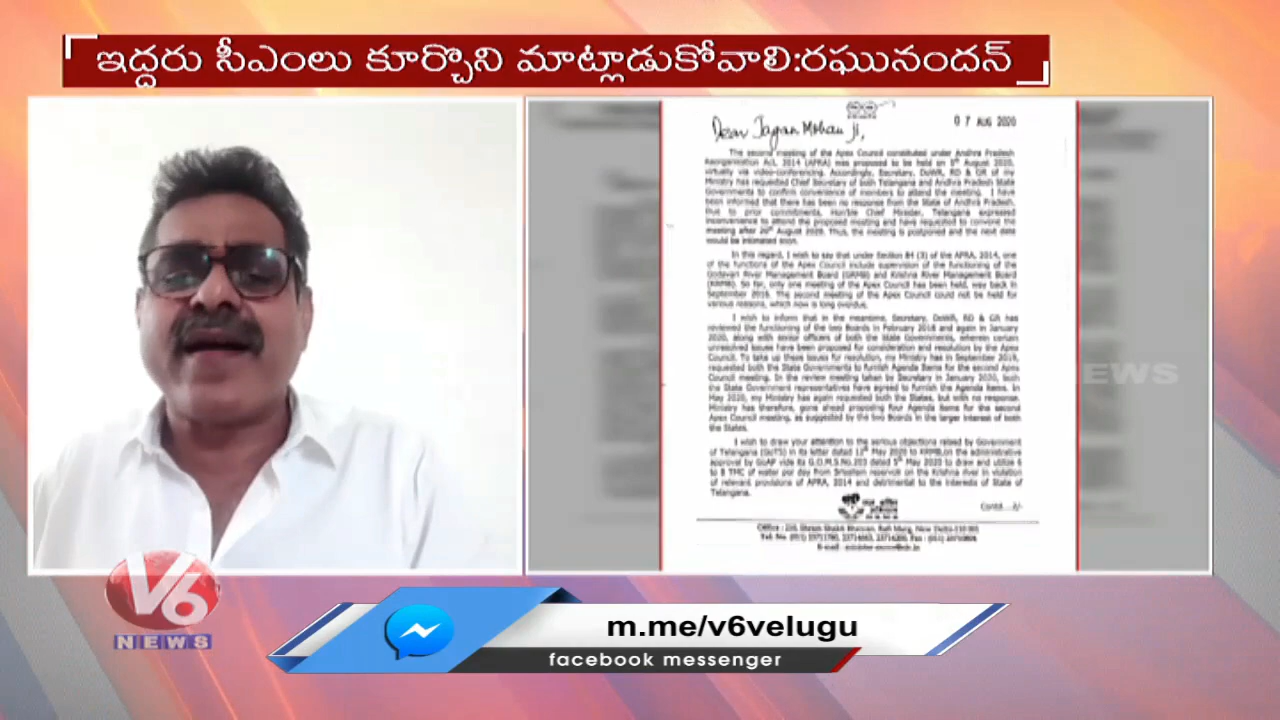 ఇద్దరు సీఎంలు కూర్చొని మాట్లాడుకోవాలి:రఘునందన్
07 AUG 2020
Dear Jagan Mohan ji,
The second meeting of the Apex Council constituted under Andhra Pradesh
Reorganisation Act, 2014 (APRA) was proposed to be held on 5th August 2020,
virtually via video-conferencing. Accordingly, Secretary, DoWR, RD & GR of my
Ministry has requested Chief Secretary of both Telangana and Andhra Pradesh State
Governments to confirm convenience of members to attend the meeting. I have
been informed that there has been no response from the State of Andhra Pradesh.
Due to prior commitments, Hon'ble Chief Minister, Telangana expressed
inconvenience to attend the proposed meeting and have requested to convene the
meeting after 20th August 2020. Thus, the meeting is postponed and the next date
would be intimated soon.
In this regard, I wish to say that under Section 84 (3) of the APRA, 2014, one
of the functions of the Apex Council include supervision of the functioning of the
Godavari River Management Board (GRMB) and Krishna River Management Board
(KRMB). So far, only one meeting of the Apex Council has been held, way back in
September 2016. The second meeting of the Apex Council could not be held for
various reasons, which now is long overdue.
I wish to inform that in the meantime, Secretary, DoWR, RD & GR has
reviewed the functioning of the two Boards in February 2018 and again in January
2020, along with senior officers of both the State Governments, wherein certain
unresolved issues have been proposed for consideration and resolution by the Apex
Council. To take up these issues for resolution, my Ministry has in September 2019,
requested both the State Governments to furnish Agenda Items for the second Apex
Council meeting. In the review meeting taken by Secretary in January 2020, both
the State Government representatives have agreed to furnish the Agenda items. In
May 2020, my Ministry has again requested both the States, but with no response.
Ministry has therefore, gone ahead proposing four Agenda items for the second
Apex Council meeting, as suggested by the two Boards in the larger interest of both
the States.
I wish to draw your attention to the serious objections raised by Government
of Telangana (GoTS) in its letter dated 12th May 2020 to KRMB, on the administrative
approval by GoAP vide its G.O.M.S.No.203 dated 5th May 2020 to draw and utilise 6
to 8 TMC of water per day from Srisailam reservoir on the Krishna river in violation
of relevant provisions of APRA, 2014 and detrimental to the interests of State of
Telangana.
Contd...2/-
Office : 210, Shram Shakti Bhawan, Rafi Marg, New Delhi-110 001
EWS
V6
NEWS
m.me/v6velugu
facebook messenger